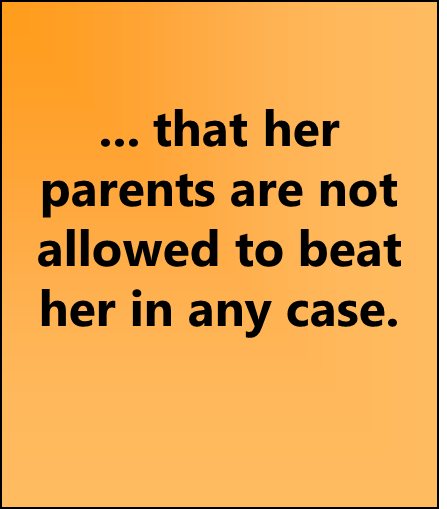 ... that her
parents are not
allowed to beat
her in any case.